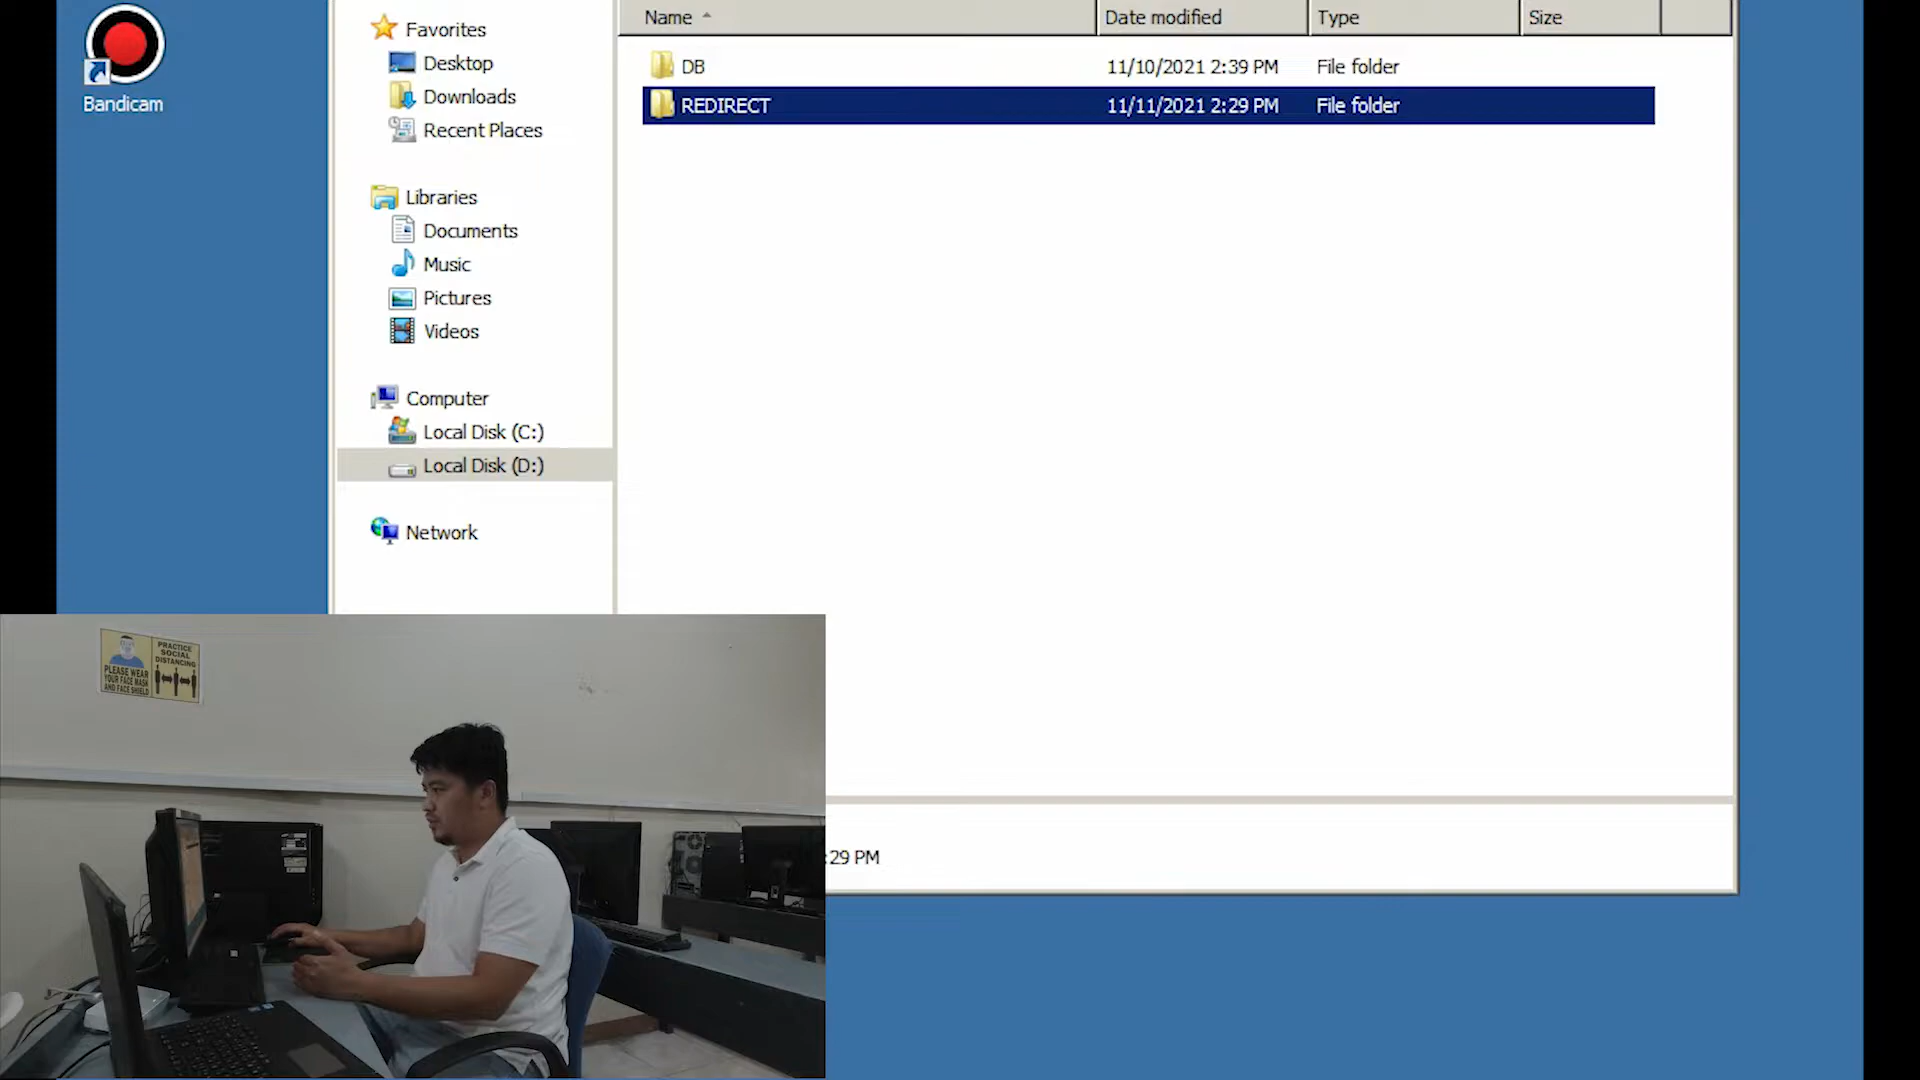 Bandicam
Favorites
Desktop
Downloads
Recent Places
Libraries
Documents
Music
Pictures
Videos
Computer
Local Disk (C:)
Local Disk (D:)
Network
Name Date modified Type Size
DB 11/10/2021 2:39 PM File folder
REDIRECT 11/11/2021 2:29 PM File folder
:29 PM
PLEASE WEAR
YOUR FACE MASK
AND FACE SHIELD
PRACTICE
SOCIAL
DISTANCING